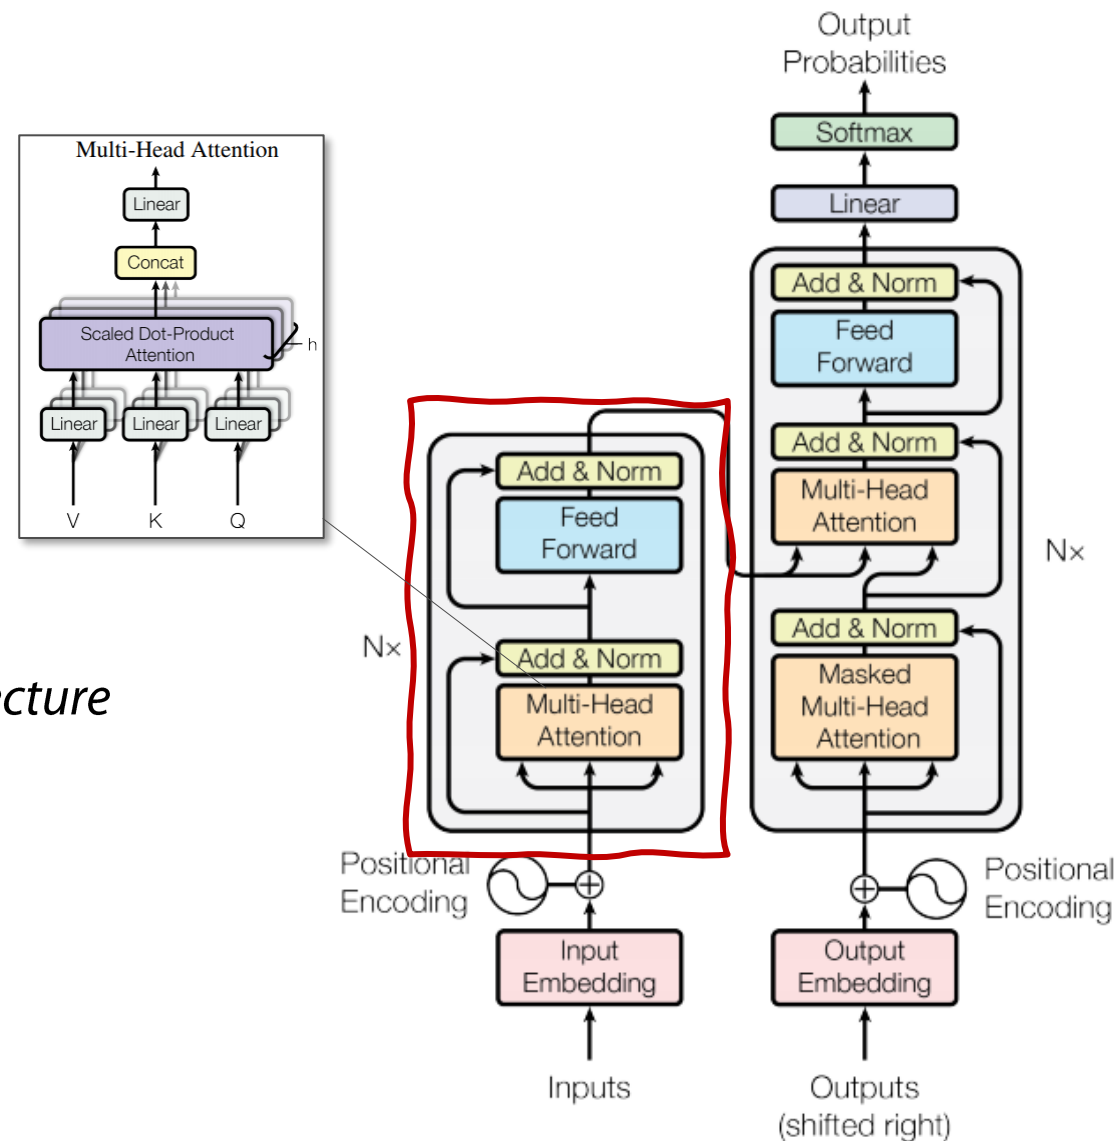 Output
Probabilities
Softmax
Linear
Add & Norm
Feed
Forward
Add & Norm
Multi-Head
Attention
Nx
Add & Norm
Masked
Multi-Head
Attention
Positional
Encoding
Output
Embedding
Outputs
(shifted right)
Multi-Head Attention
Linear
Concat
Scaled Dot-Product
Attention
h
Linear
Linear
Linear
V
K
Q
Add & Norm
Feed
Forward
Nx
Add & Norm
Multi-Head
Attention
Positional
Encoding
Input
Embedding
Inputs
ecture